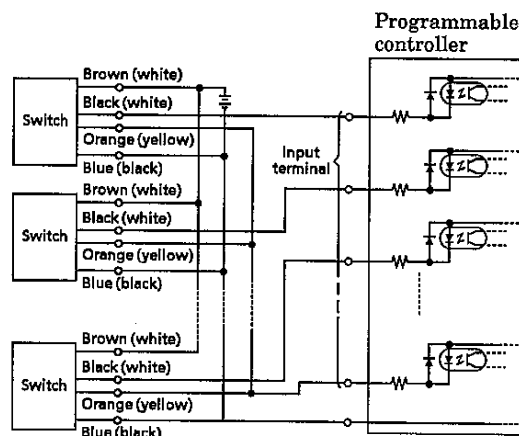 Programmable
controller
Brown (white)
Black (white)
Switch
Orange (yellow)
Blue (black)
Input
terminal
Brown (white)
Black (white)
Switch
Orange (yellow)
Blue (black)
Brown (white)
Black (white)
Switch
Orange (yellow)
Blue (black)